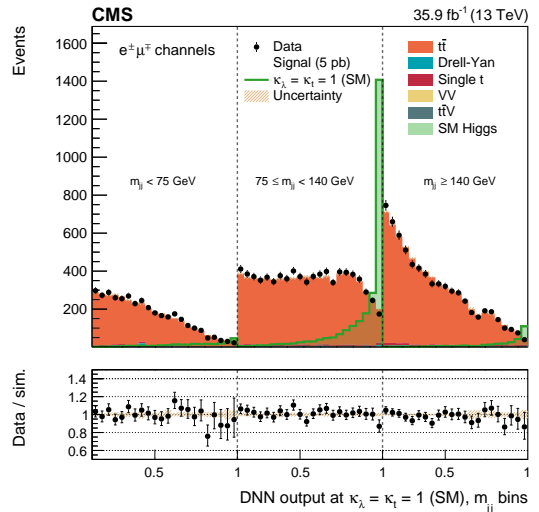 CMS 35.9 fb⁻¹ (13 TeV)
Events
1600
1400
1200
1000
800
600
400
200
e±μ∓ channels
Data
Signal (5 pb)
κλ = κt = 1 (SM)
Uncertainty
tt̄
Drell-Yan
Single t
VV
tt̄V
SM Higgs
mjj < 75 GeV 75 ≤ mjj < 140 GeV mjj ≥ 140 GeV
Data / sim.
1.4
1.2
1.0
0.8
0.6
0.5 1 0.5 1 0.5 1
DNN output at κλ = κt = 1 (SM), mjj bins